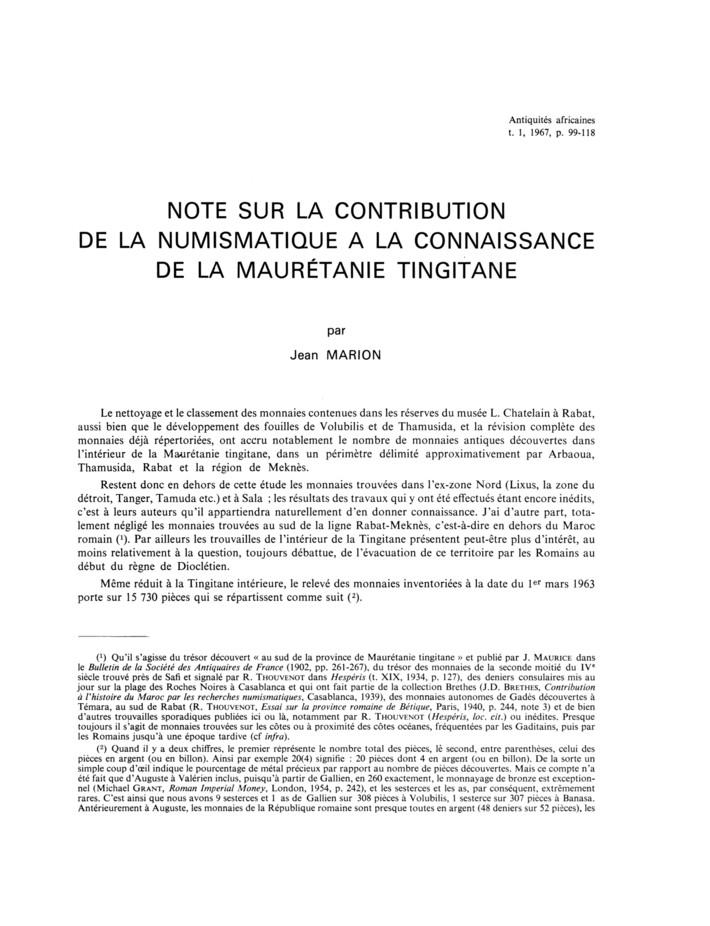 Antiquités africaines
t. 1, 1967, p. 99-118
NOTE SUR LA CONTRIBUTION
DE LA NUMISMATIQUE A LA CONNAISSANCE
DE LA MAURÉTANIE TINGITANE
par
Jean MARION
Le nettoyage et le classement des monnaies contenues dans les réserves du musée L. Chatelain à Rabat,
aussi bien que le développement des fouilles de Volubilis et de Thamusida, et la révision complète des
monnaies déjà répertoriées, ont accru notablement le nombre de monnaies antiques découvertes dans
l'intérieur de la Maurétanie tingitane, dans un périmètre délimité approximativement par Arbaoua,
Thamusida, Rabat et la région de Meknès.
Restent donc en dehors de cette étude les monnaies trouvées dans l'ex-zone Nord (Lixus, la zone du
détroit, Tanger, Tamuda etc.) et à Sala ; les résultats des travaux qui y ont été effectués étant encore inédits,
c'est à leurs auteurs qu'il appartiendra naturellement d'en donner connaissance. J'ai d'autre part, tota-
lement négligé les monnaies trouvées au sud de la ligne Rabat-Meknès, c'est-à-dire en dehors du Maroc
romain (¹). Par ailleurs les trouvailles de l'intérieur de la Tingitane présentent peut-être plus d'intérêt, au
moins relativement à la question, toujours débattue, de l'évacuation de ce territoire par les Romains au
début du règne de Dioclétien.
Même réduit à la Tingitane intérieure, le relevé des monnaies inventoriées à la date du 1er mars 1963
porte sur 15 730 pièces qui se répartissent comme suit (²).
(¹) Qu'il s'agisse du trésor découvert « au sud de la province de Maurétanie tingitane » et publié par J. MAURICE dans
le Bulletin de la Société des Antiquaires de France (1902, pp. 261-267), du trésor des monnaies de la seconde moitié du IVe
siècle trouvé près de Safi et signalé par R. THOUVENOT dans Hespéris (t. XIX, 1934, p. 127), des deniers consulaires mis au
jour sur la plage des Roches Noires à Casablanca et qui ont fait partie de la collection Brethes (J.D. BRETHES, Contribution
à l'histoire du Maroc par les recherches numismatiques, Casablanca, 1939), des monnaies autonomes de Gadès découvertes à
Témara, au sud de Rabat (R. THOUVENOT, Essai sur la province romaine de Bétique, Paris, 1940, p. 244, note 3) et de bien
d'autres trouvailles sporadiques publiées ici ou là, notamment par R. THOUVENOT (Hespéris, loc. cit.) ou inédites. Presque
toujours il s'agit de monnaies trouvées sur les côtes ou à proximité des côtes océanes, fréquentées par les Gaditains, puis par
les Romains jusqu'à une époque tardive (cf infra).
(²) Quand il y a deux chiffres, le premier représente le nombre total des pièces, lé second, entre parenthèses, celui des
pièces en argent (ou en billon). Ainsi par exemple 20(4) signifie : 20 pièces dont 4 en argent (ou en billon). De la sorte un
simple coup d'œil indique le pourcentage de métal précieux par rapport au nombre de pièces découvertes. Mais ce compte n'a
été fait que d'Auguste à Valérien inclus, puisqu'à partir de Gallien, en 260 exactement, le monnayage de bronze est exception-
nel (Michael GRANT, Roman Imperial Money, London, 1954, p. 242), et les sesterces et les as, par conséquent, extrêmement
rares. C'est ainsi que nous avons 9 sesterces et 1 as de Gallien sur 308 pièces à Volubilis, 1 sesterce sur 307 pièces à Banasa.
Antérieurement à Auguste, les monnaies de la République romaine sont presque toutes en argent (48 deniers sur 52 pièces), les